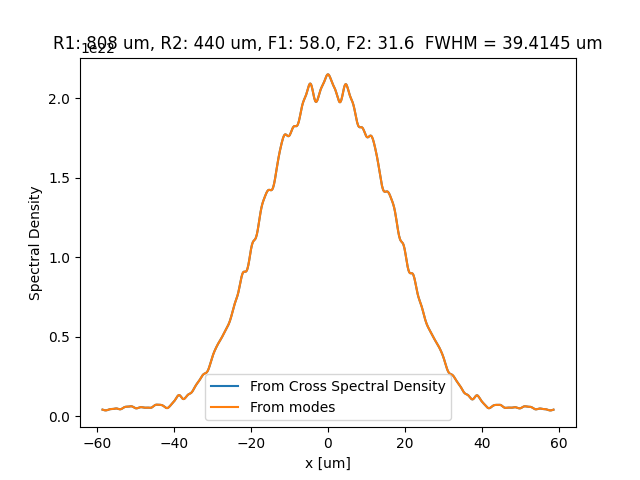 R1: 808 um, R2: 440 um, F1: 58.0, F2: 31.6  FWHM = 39.4145 um
1e22
2.0
1.5
1.0
0.5
0.0
Spectral Density
From Cross Spectral Density
From modes
−60 −40 −20 0 20 40 60
x [um]